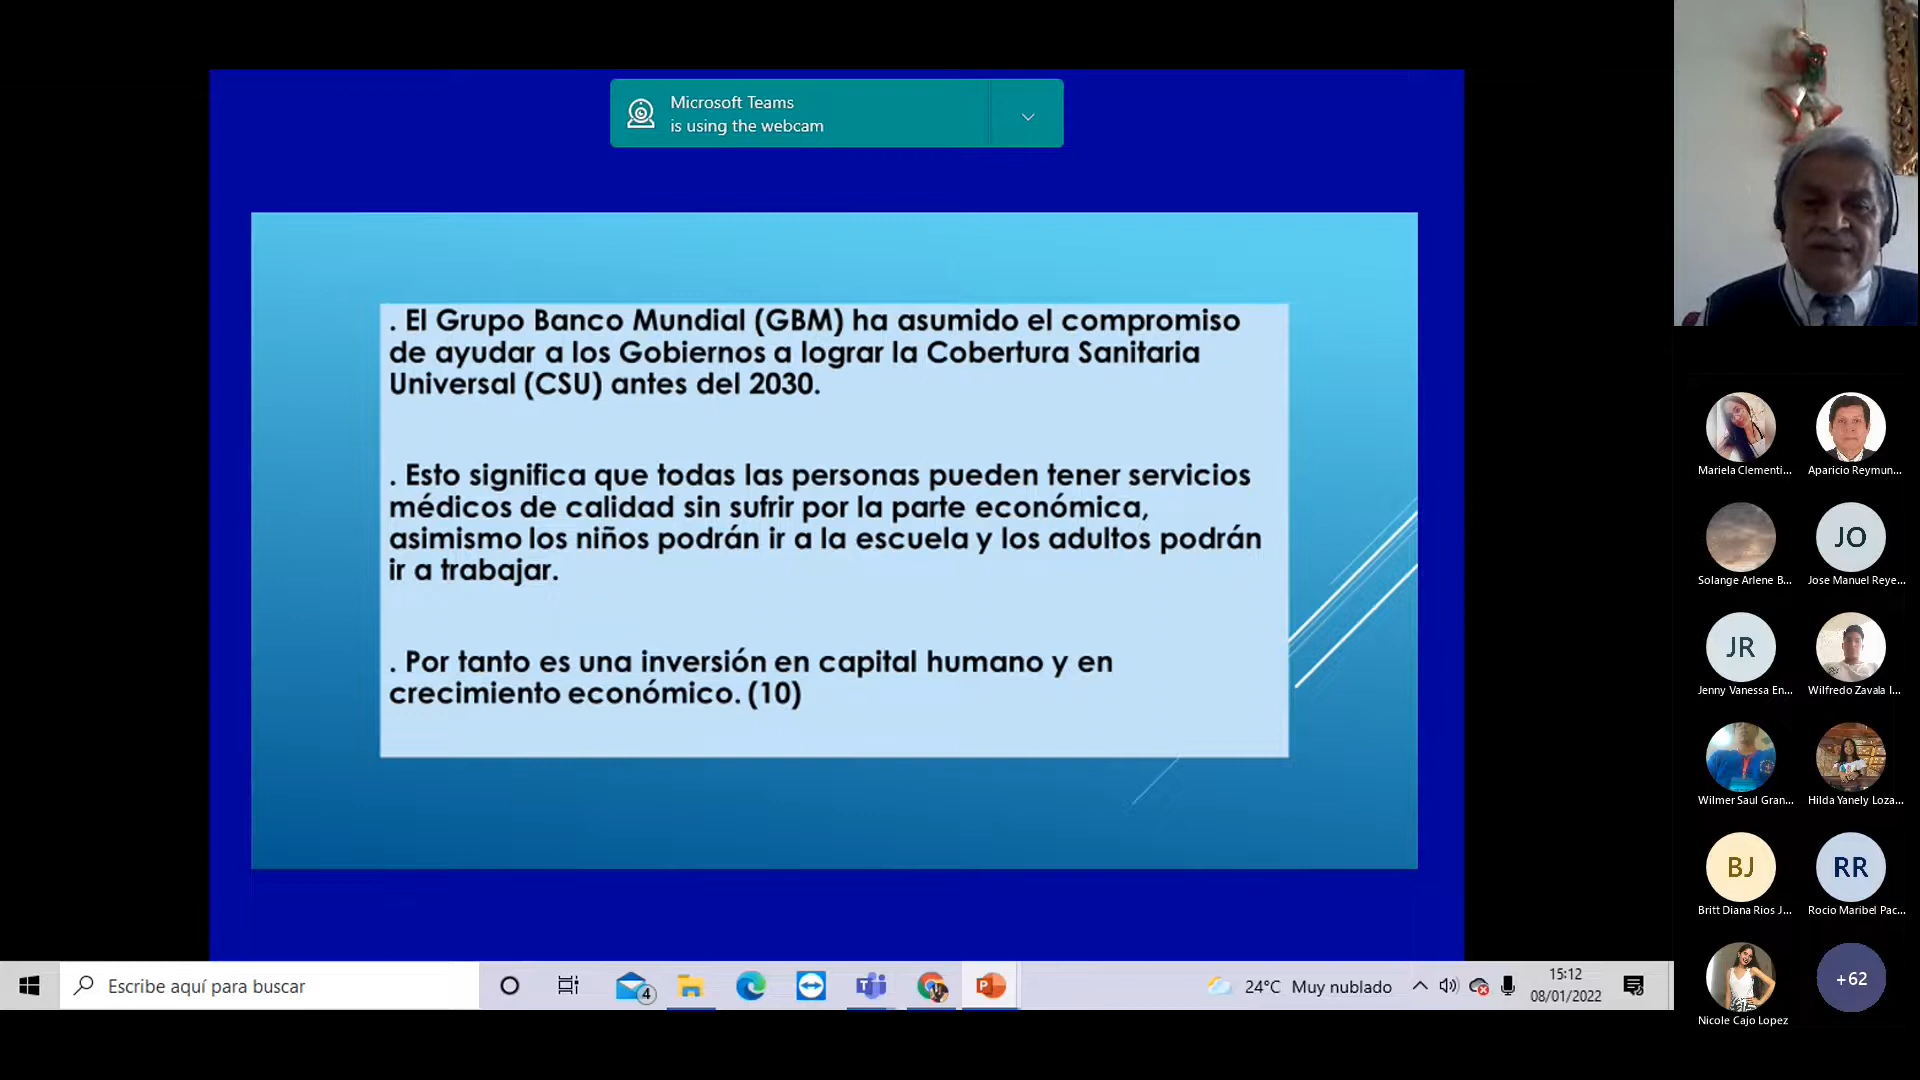 Microsoft Teams
is using the webcam
. El Grupo Banco Mundial (GBM) ha asumido el compromiso
de ayudar a los Gobiernos a lograr la Cobertura Sanitaria
Universal (CSU) antes del 2030.
. Esto significa que todas las personas pueden tener servicios
médicos de calidad sin sufrir por la parte económica,
asimismo los niños podrán ir a la escuela y los adultos podrán
ir a trabajar.
. Por tanto es una inversión en capital humano y en
crecimiento económico. (10)
Mariela Clementi...
Aparicio Reymun...
JO
Solange Arlene B...
Jose Manuel Reye...
JR
Jenny Vanessa En...
Wilfredo Zavala I...
Wilmer Saul Gran...
Hilda Yanely Loza...
BJ
RR
Britt Diana Rios J...
Rocio Maribel Pac...
+62
Nicole Cajo Lopez
Escribe aquí para buscar
4
24°C Muy nublado
15:12
08/01/2022